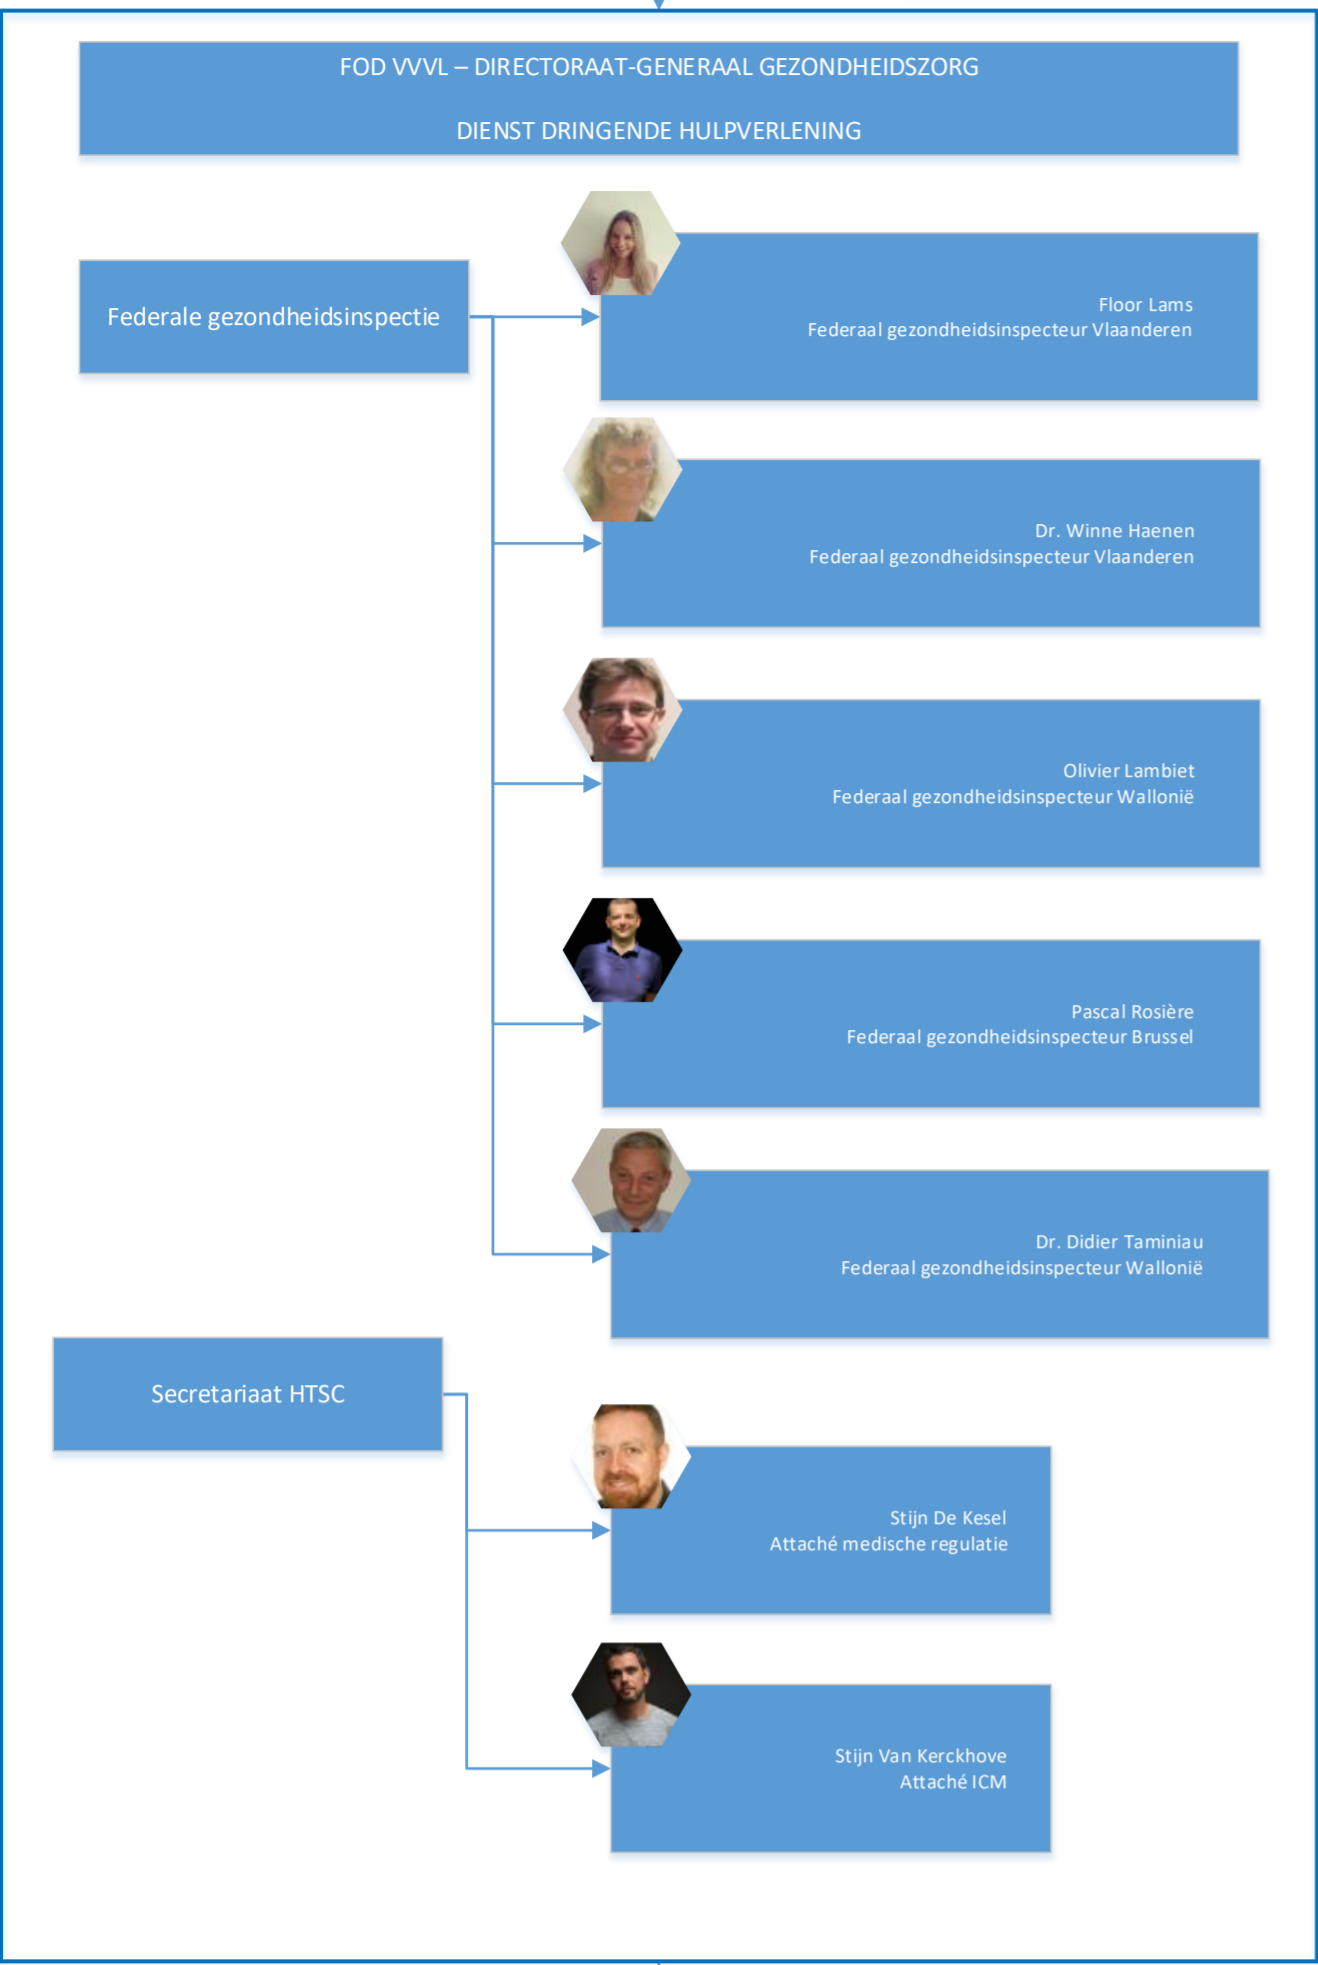 FOD VVVL – DIRECTORAAT-GENERAAL GEZONDHEIDSZORG
DIENST DRINGENDE HULPVERLENING
Federale gezondheidsinspectie
Floor Lams
Federaal gezondheidsinspecteur Vlaanderen
Dr. Winne Haenen
Federaal gezondheidsinspecteur Vlaanderen
Olivier Lambiet
Federaal gezondheidsinspecteur Wallonië
Pascal Rosière
Federaal gezondheidsinspecteur Brussel
Dr. Didier Taminiau
Federaal gezondheidsinspecteur Wallonië
Secretariaat HTSC
Stijn De Kesel
Attaché medische regulatie
Stijn Van Kerckhove
Attaché ICM